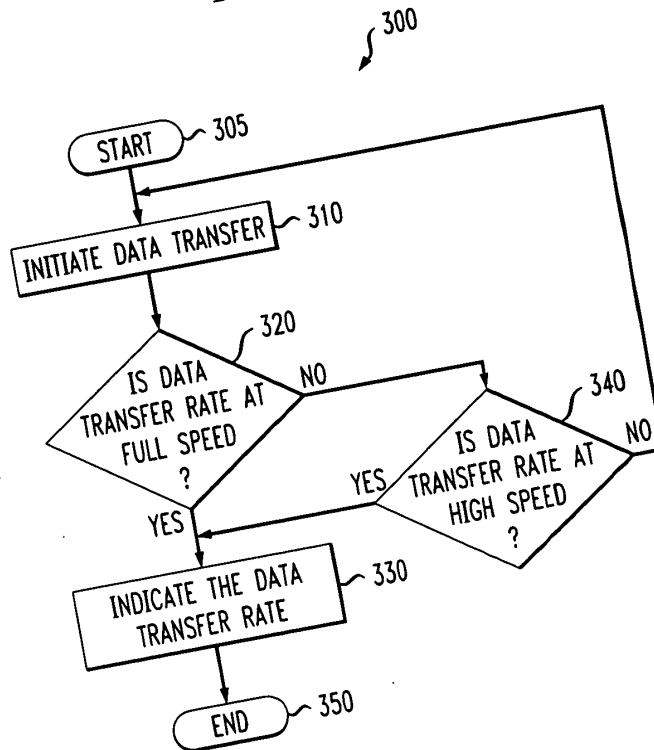 300
START
305
INITIATE DATA TRANSFER
310
IS DATA
TRANSFER RATE AT
FULL SPEED
?
320
NO
YES
IS DATA
TRANSFER RATE AT
HIGH SPEED
?
340
NO
YES
INDICATE THE DATA
TRANSFER RATE
330
END
350